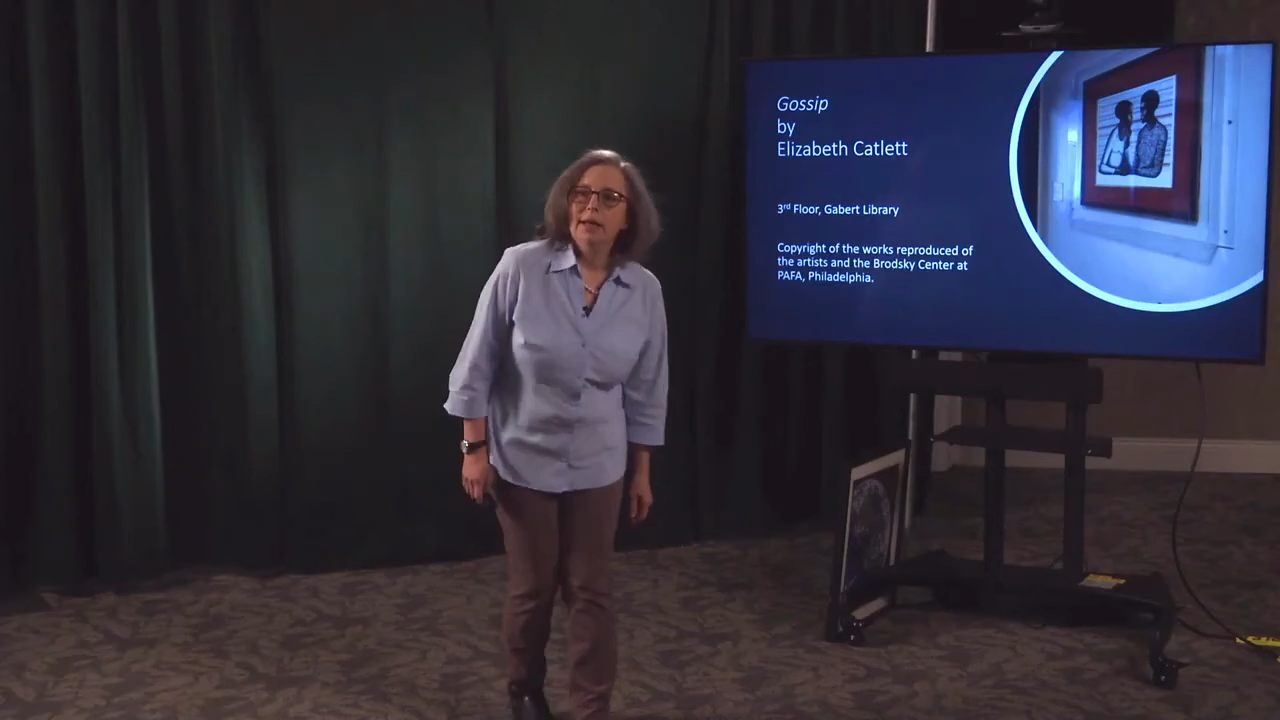 Gossip
by
Elizabeth Catlett
3rd Floor, Gabert Library
Copyright of the works reproduced of
the artists and the Brodsky Center at
PAFA, Philadelphia.